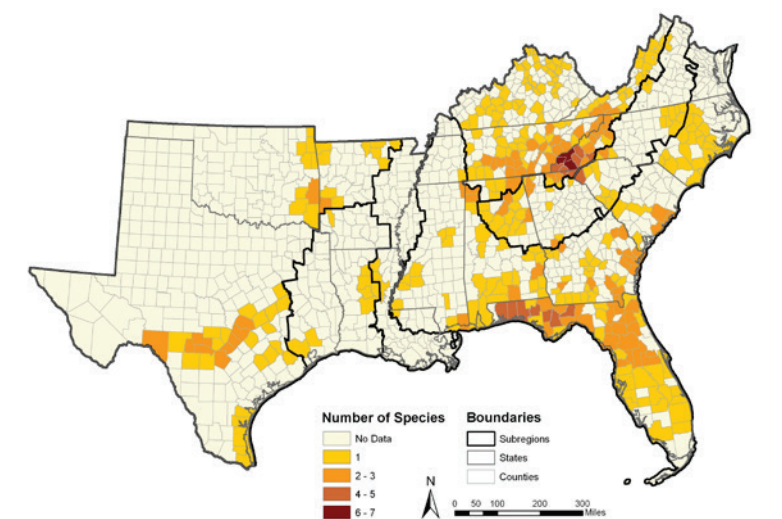 Number of Species
No Data
1
2 - 3
4 - 5
6 - 7
Boundaries
Subregions
States
Counties
N
0 50 100 200 300
Miles